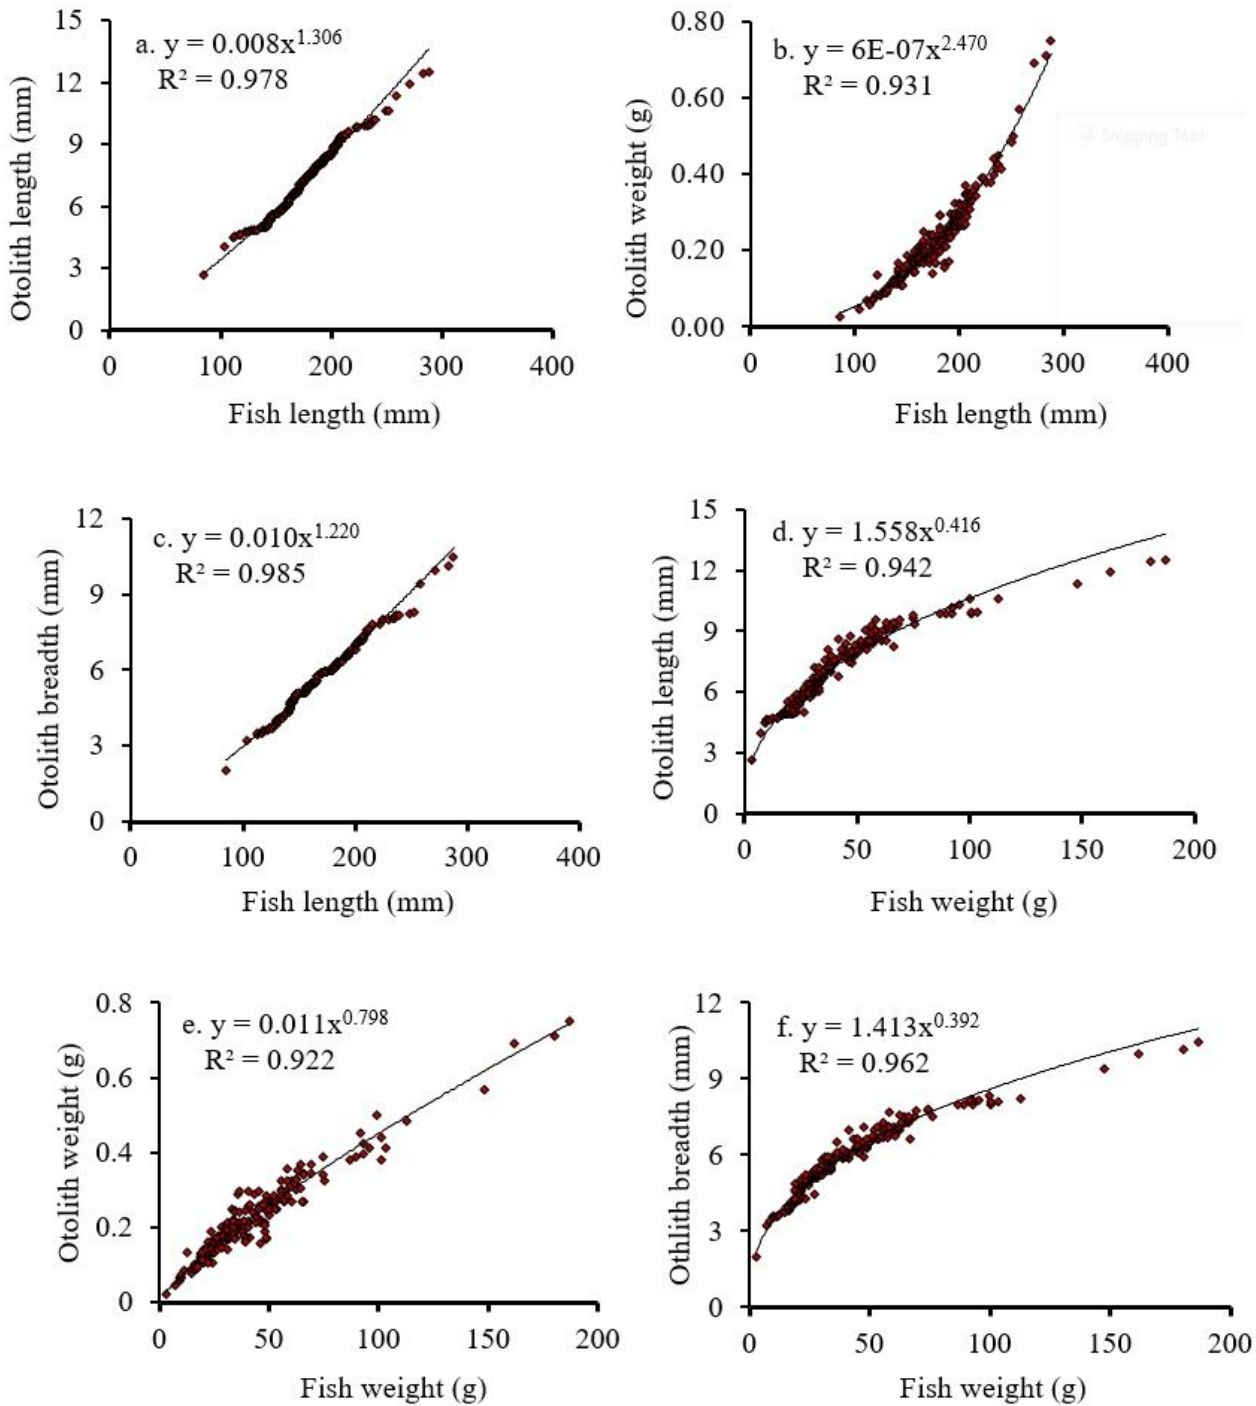 15
12
9
6
3
0
Otolith length (mm)
a. y = 0.008x^1.306
R² = 0.978
0 100 200 300 400
Fish length (mm)
0.80
0.60
0.40
0.20
0.00
Otolith weight (g)
b. y = 6E-07x^2.470
R² = 0.931
Snipping Tool
0 100 200 300 400
Fish length (mm)
12
9
6
3
0
Otolith breadth (mm)
c. y = 0.010x^1.220
R² = 0.985
0 100 200 300 400
Fish length (mm)
15
12
9
6
3
0
Otolith length (mm)
d. y = 1.558x^0.416
R² = 0.942
0 50 100 150 200
Fish weight (g)
0.8
0.6
0.4
0.2
0
Otolith weight (g)
e. y = 0.011x^0.798
R² = 0.922
0 50 100 150 200
Fish weight (g)
12
9
6
3
0
Othlith breadth (mm)
f. y = 1.413x^0.392
R² = 0.962
0 50 100 150 200
Fish weight (g)